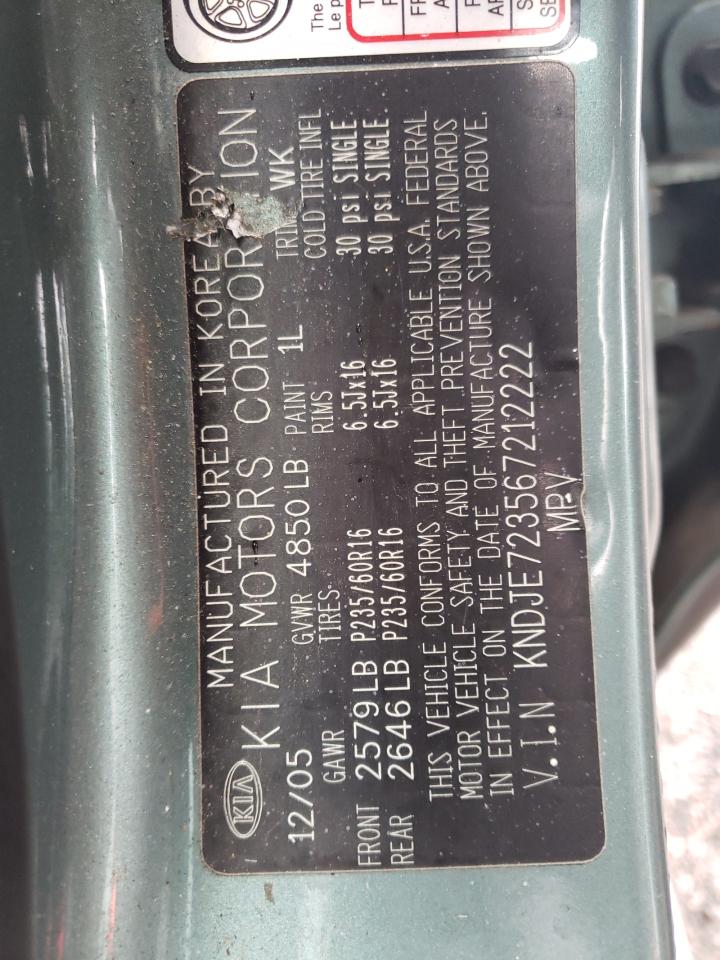 The
Le p
KIA
MANUFACTURED IN KOREA BY
KIA MOTORS
12/05 GVWR 4850 LB PAINT 1L WK
GAWR TIRES RIMS COLD TIRE INFL
FRONT 2579 LB P235/60R16 6.5Jx16 30 psi SINGLE.
REAR 2646 LB P235/60R16 6.5Jx16 30 psi SINGLE.
THIS VEHICLE CONFORMS TO ALL APPLICABLE U.S.A. FEDERAL
MOTOR VEHICLE SAFETY AND THEFT PREVENTION STANDARDS
IN EFFECT ON THE DATE OF MANUFACTURE SHOWN ABOVE.
V.I.N KNDJE723567212222
MPV